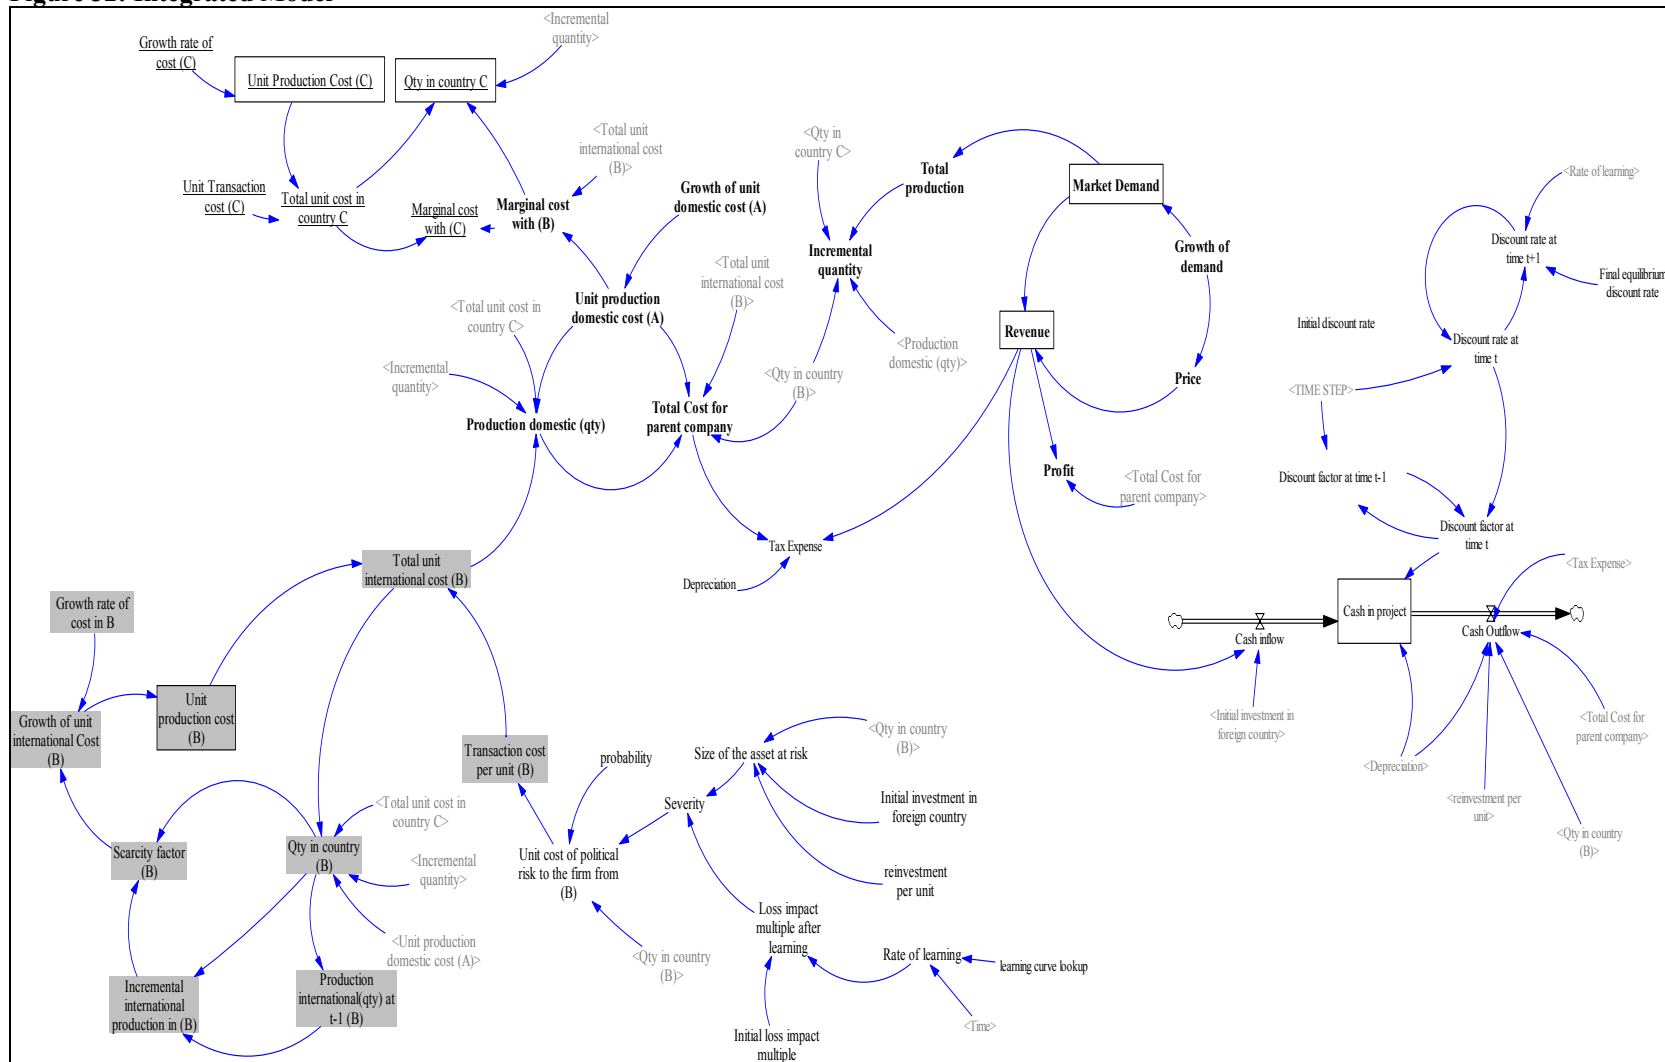 Figure 32: Integrated Model
<Incremental
quantity>
Growth rate of
cost (C)
Unit Production Cost (C)
Qty in country C
<Total unit
international cost
(B)>
<Qty in
country C>
Total
production
Market Demand
<Rate of learning>
Unit Transaction
cost (C)
Total unit cost in
country C
Marginal cost
with (C)
Marginal cost
with (B)
Growth of unit
domestic cost (A)
Incremental
quantity
Growth of
demand
Discount rate at
time t+1
Final equilibrium
discount rate
<Total unit
international cost
(B)>
<Total unit cost in
country C>
Unit production
domestic cost (A)
Revenue
Initial discount rate
Discount rate at
time t
<Production
domestic (qty)>
<Incremental
quantity>
<Qty in country
(B)>
Price
<TIME STEP>
Production domestic (qty)
Total Cost for
parent company
Profit
<Total Cost for
parent company>
Discount factor at time t-1
Discount factor at
time t
Tax Expense
Depreciation
<Tax Expense>
Total unit
international cost (B)
Growth rate of
cost in B
Cash in project
Cash inflow
Cash Outflow
Unit
production cost
(B)
Growth of unit
international Cost
(B)
<Initial investment in
foreign country>
<Total Cost for
parent company>
<Depreciation>
Transaction cost
per unit (B)
probability
Size of the asset at risk
<Qty in country
(B)>
Severity
Initial investment in
foreign country
<reinvestment per
unit>
<Qty in country
(B)>
<Total unit cost in
country C>
Scarcity factor
(B)
Qty in country
(B)
<Incremental
quantity>
Unit cost of political
risk to the firm from
(B)
reinvestment
per unit
Loss impact
multiple after
learning
<Unit production
domestic cost (A)>
<Qty in country
(B)>
Rate of learning
learning curve lookup
Incremental
international
production in (B)
Production
international(qty) at
t-1 (B)
<Time>
Initial loss impact
multiple